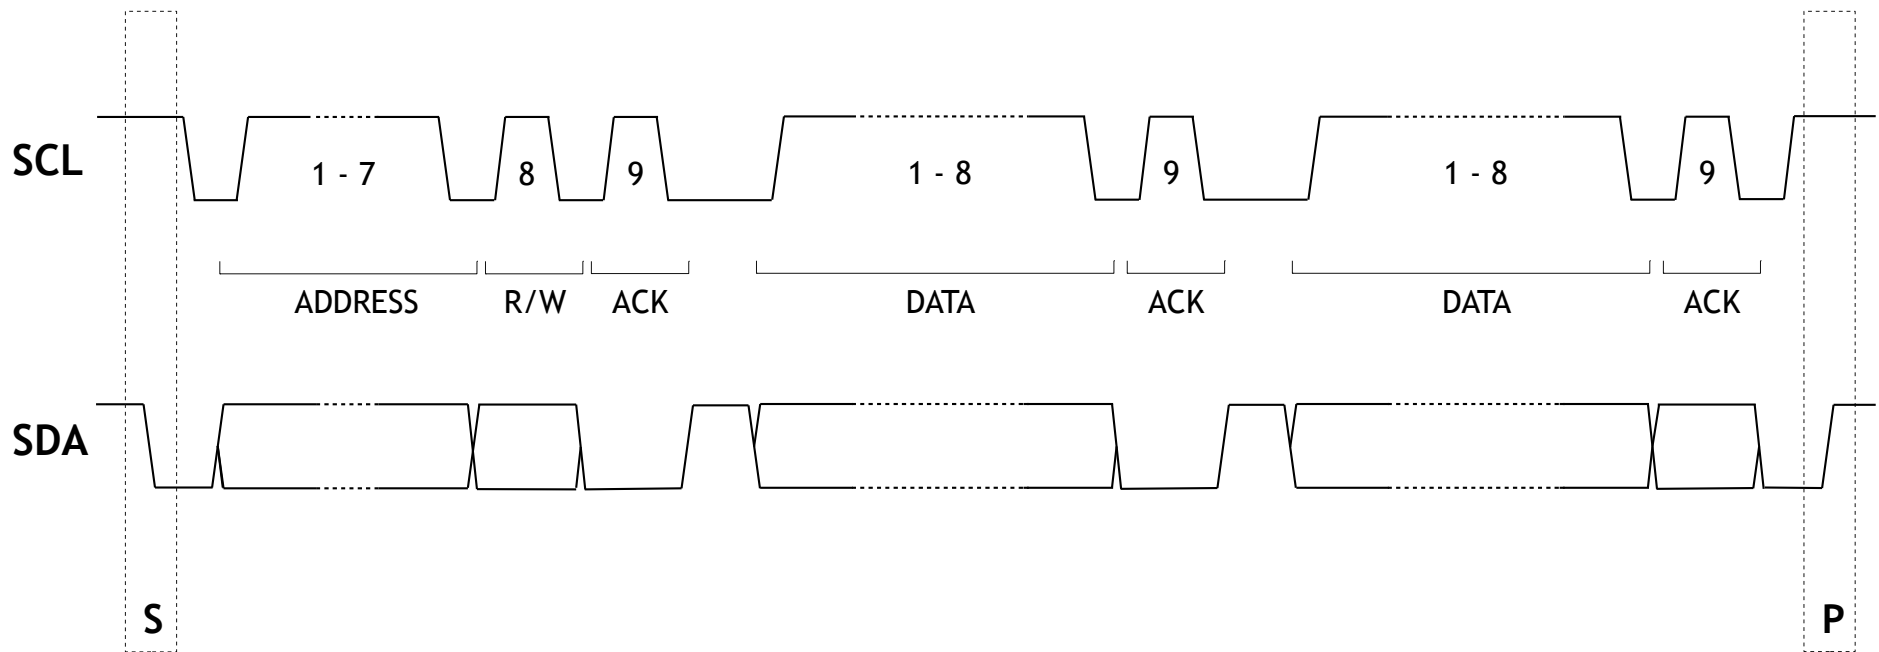 SCL
1 - 7
8
9
1 - 8
9
1 - 8
9
ADDRESS
R/W
ACK
DATA
ACK
DATA
ACK
SDA
S
P